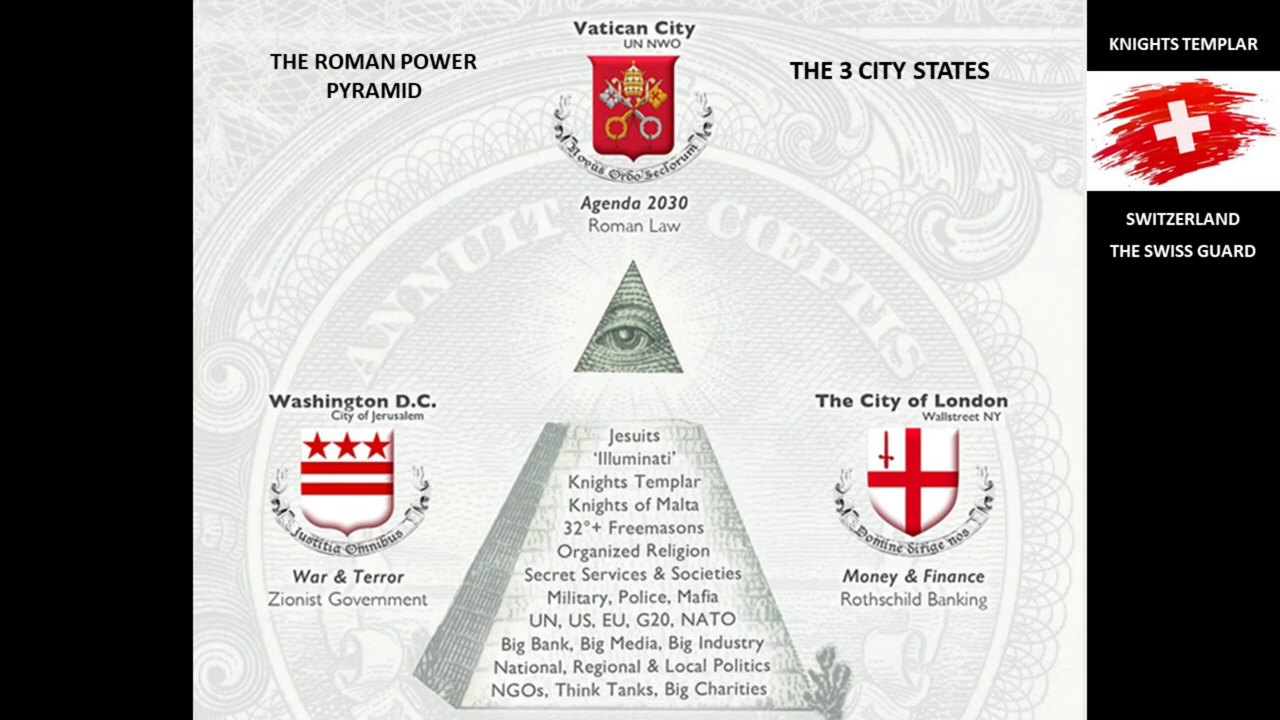 Vatican City
UN NWO
THE ROMAN POWER
PYRAMID
THE 3 CITY STATES
KNIGHTS TEMPLAR
Novus Ordo Seclorum
Agenda 2030
Roman Law
SWITZERLAND
THE SWISS GUARD
ANNUIT CŒPTIS
Washington D.C.
City of Jerusalem
Justitia Omnibus
War & Terror
Zionist Government
The City of London
Wallstreet NY
Domine dirige nos
Money & Finance
Rothschild Banking
Jesuits
‘Illuminati’
Knights Templar
Knights of Malta
32°+ Freemasons
Organized Religion
Secret Services & Societies
Military, Police, Mafia
UN, US, EU, G20, NATO
Big Bank, Big Media, Big Industry
National, Regional & Local Politics
NGOs, Think Tanks, Big Charities